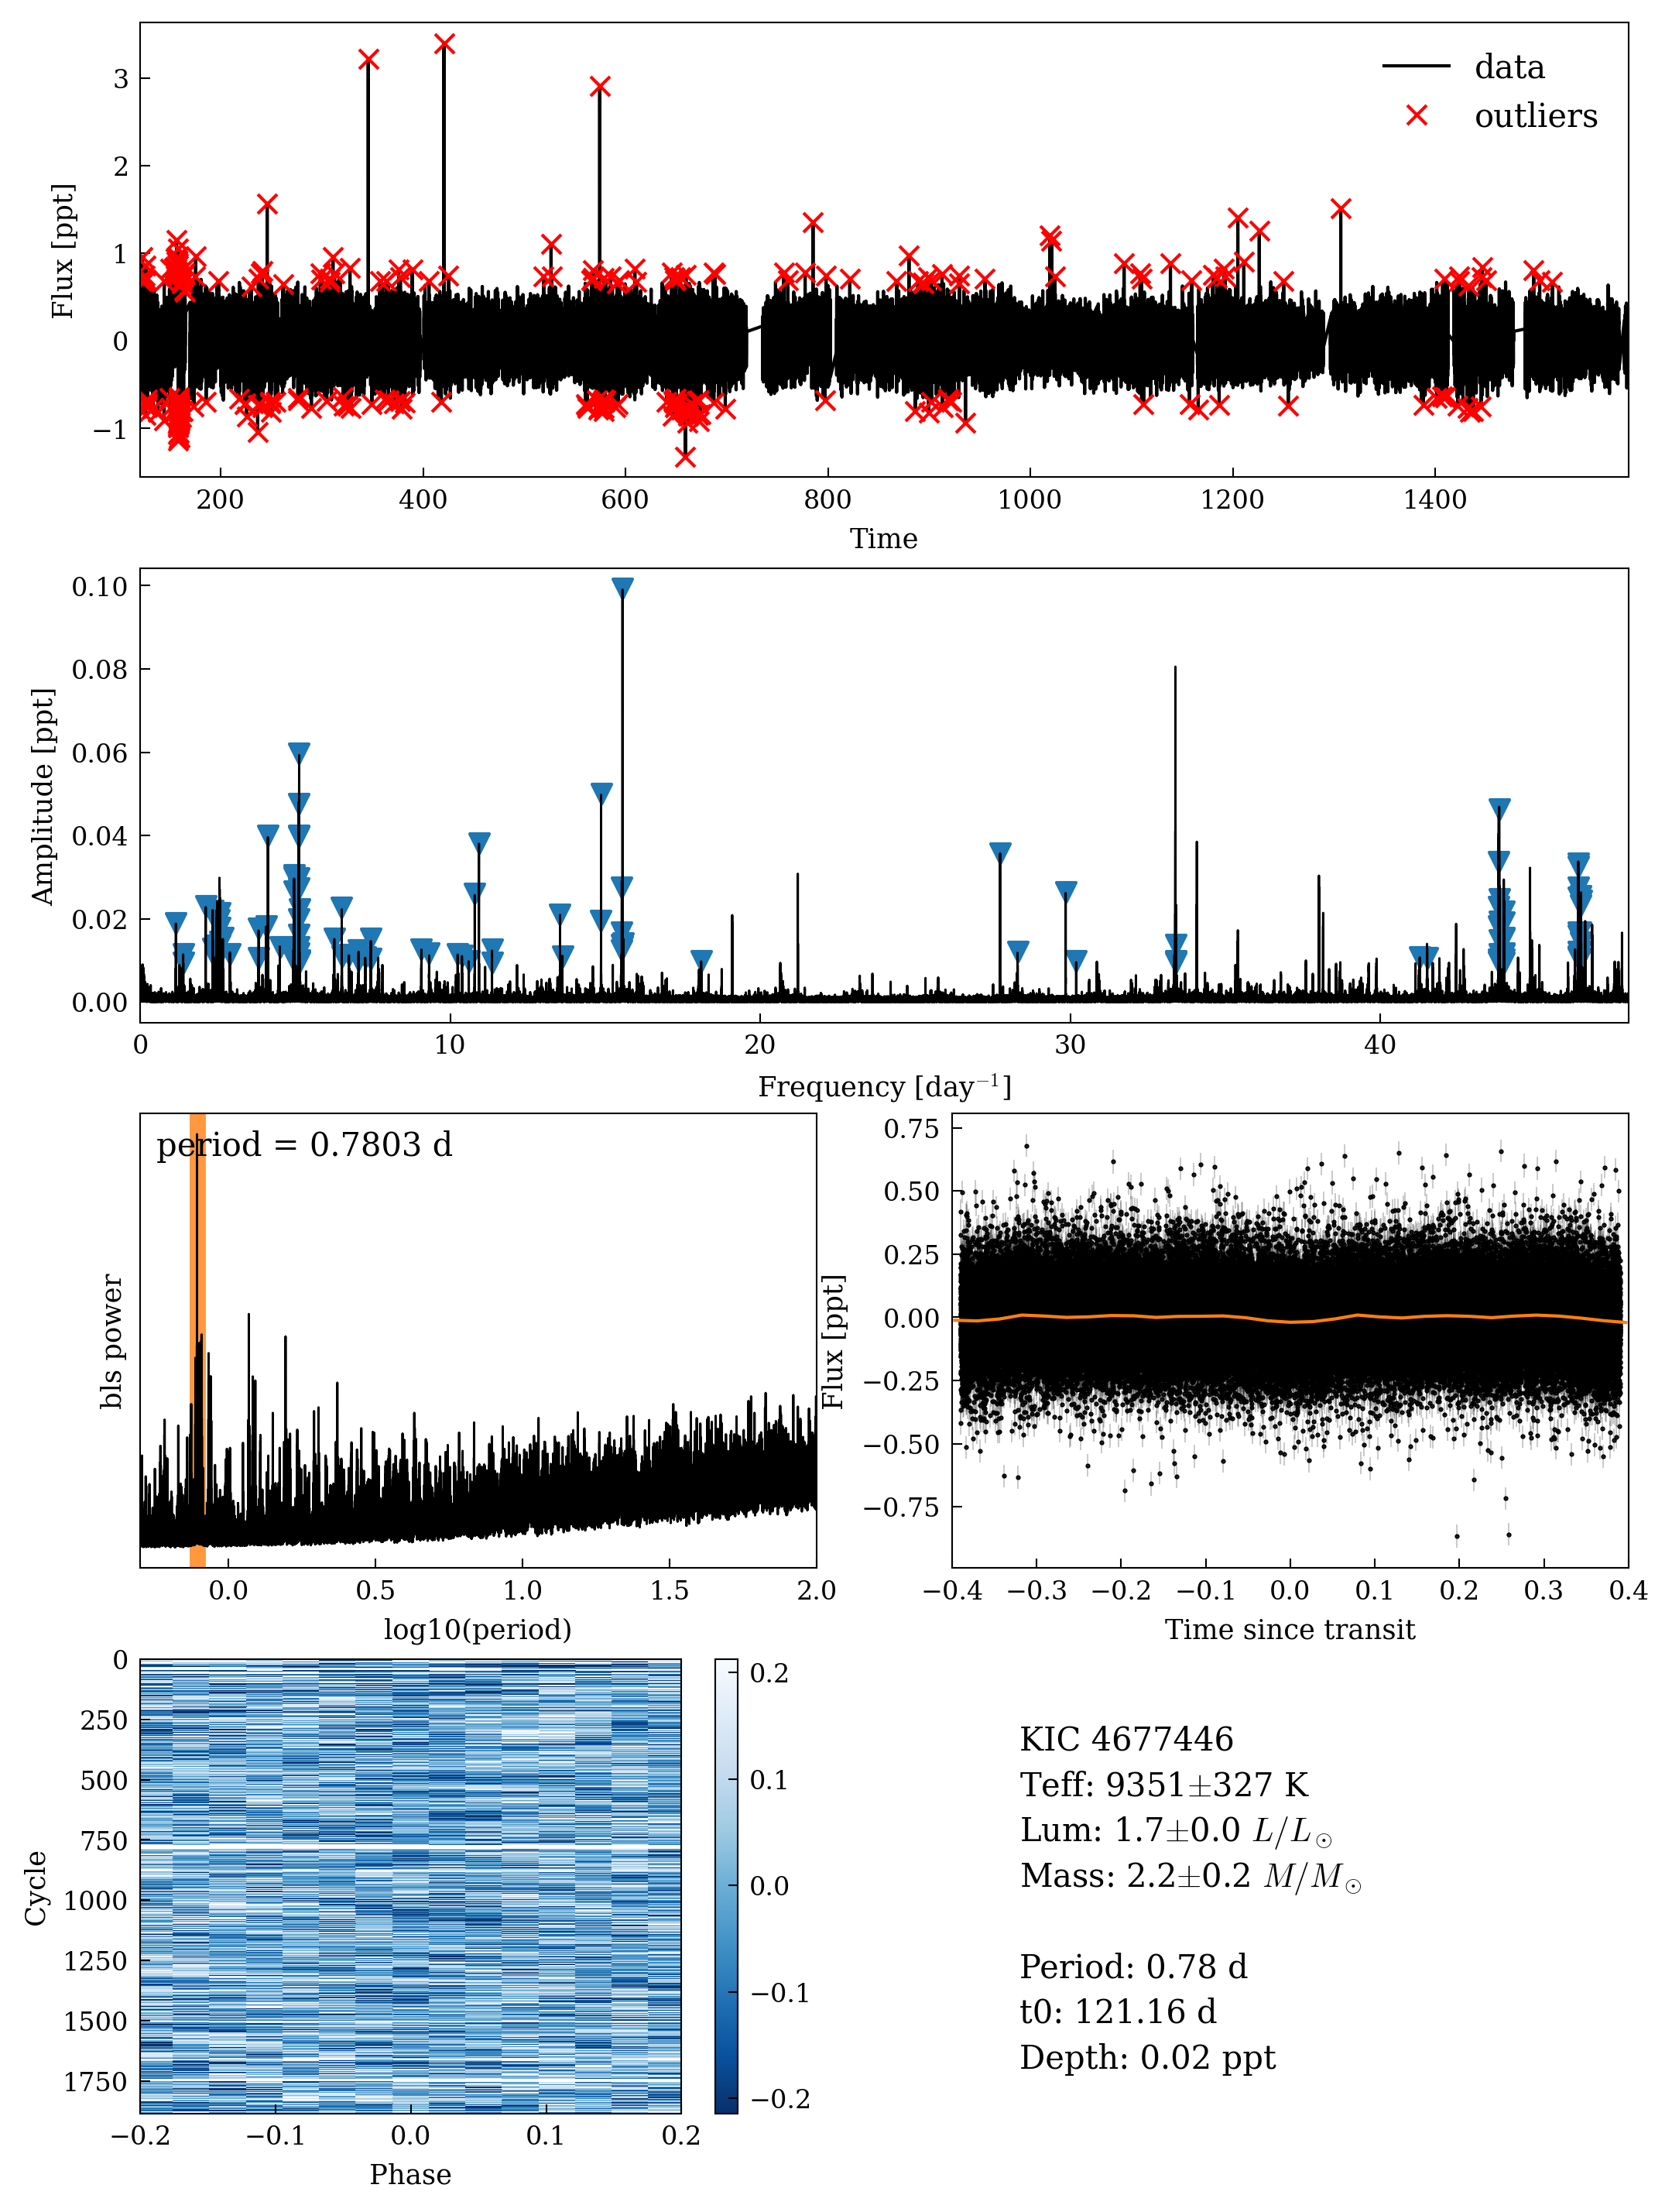 3
2
1
0
−1
Flux [ppt]
data
outliers
200 400 600 800 1000 1200 1400
Time
0.10
0.08
0.06
0.04
0.02
0.00
Amplitude [ppt]
0 10 20 30 40
Frequency [day⁻¹]
period = 0.7803 d
bls power
0.0 0.5 1.0 1.5 2.0
log10(period)
0.75
0.50
0.25
0.00
−0.25
−0.50
−0.75
Flux [ppt]
−0.4 −0.3 −0.2 −0.1 0.0 0.1 0.2 0.3 0.4
Time since transit
0
250
500
750
1000
1250
1500
1750
Cycle
−0.2 −0.1 0.0 0.1 0.2
Phase
0.2
0.1
0.0
−0.1
−0.2
KIC 4677446
Teff: 9351±327 K
Lum: 1.7±0.0 L/L☉
Mass: 2.2±0.2 M/M☉
Period: 0.78 d
t0: 121.16 d
Depth: 0.02 ppt